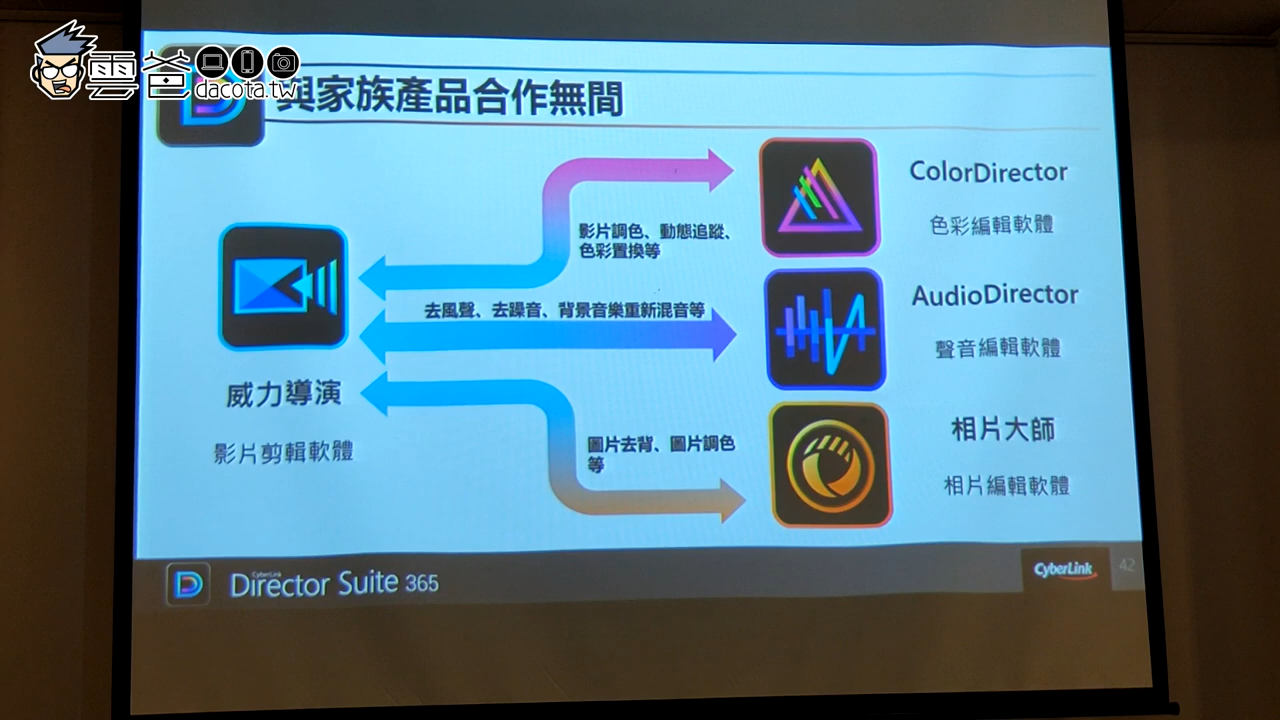 雲爸
dacota.tw
與家族產品合作無間
ColorDirector
色彩編輯軟體
影片調色、動態追蹤、
色彩置換等
AudioDirector
聲音編輯軟體
去風聲、去躁音、背景音樂重新混音等
威力導演
影片剪輯軟體
相片大師
相片編輯軟體
圖片去背、圖片調色
等
CyberLink
Director Suite 365
CyberLink
42